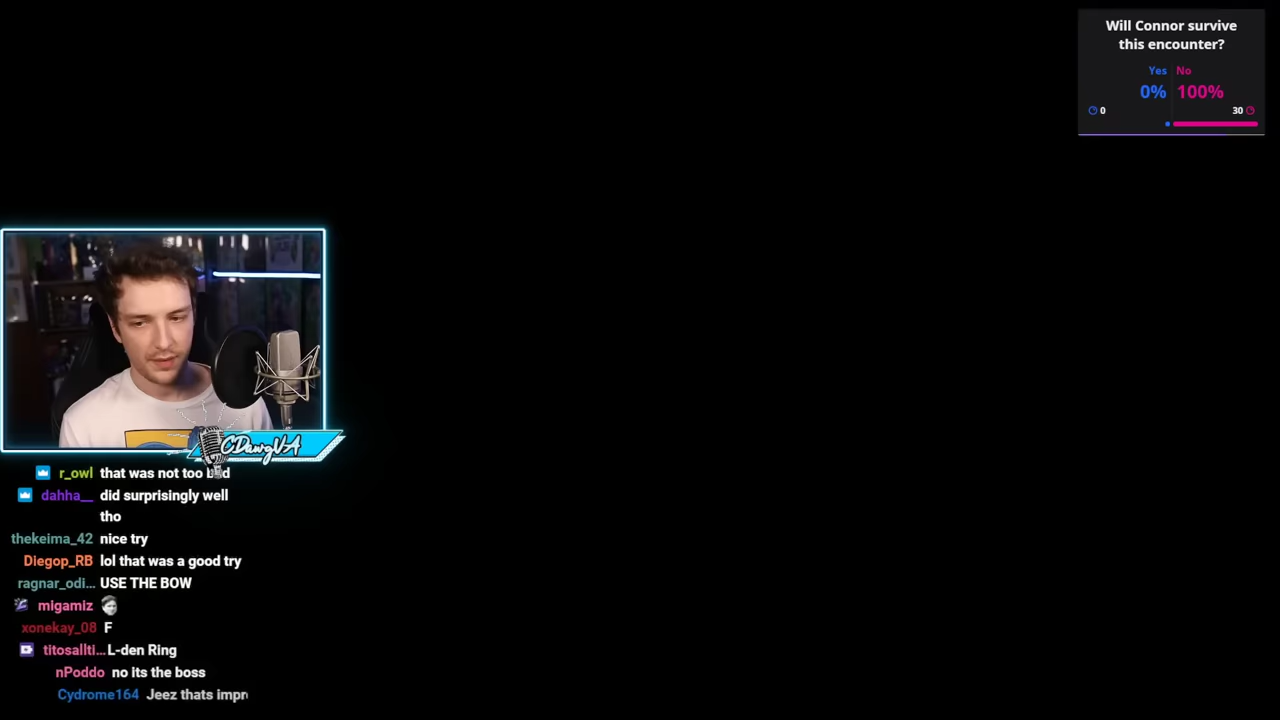 Will Connor survive
this encounter?
Yes No
0% 100%
0 30
CDawgVA
r_owl that was not too bad
dahha__ did surprisingly well
tho
thekeima_42 nice try
Diegop_RB lol that was a good try
ragnar_odi... USE THE BOW
migamiz
xonekay_08 F
titosallti... L-den Ring
nPoddo no its the boss
Cydrome164 Jeez thats impr